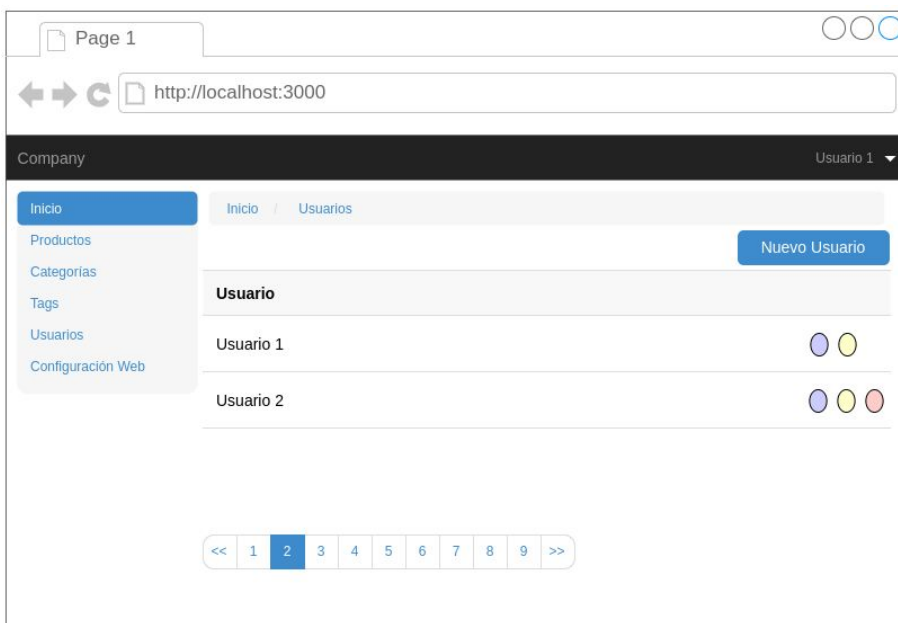 Page 1
http://localhost:3000
Company Usuario 1
Inicio
Productos
Categorías
Tags
Usuarios
Configuración Web
Inicio / Usuarios
Nuevo Usuario
Usuario
Usuario 1
Usuario 2
<< 1 2 3 4 5 6 7 8 9 >>